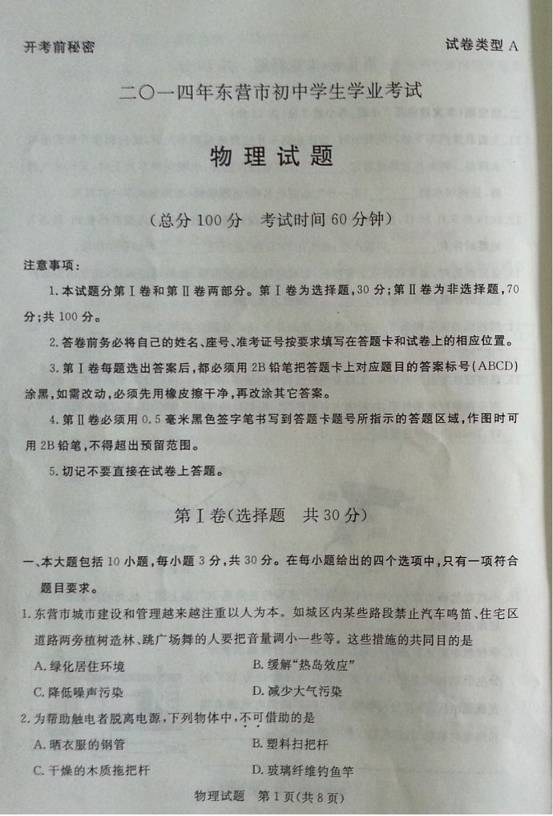 开考前秘密
试卷类型 A
二〇一四年东营市初中学生学业考试
物理试题
(总分 100 分 考试时间 60 分钟)
注意事项:
1. 本试题分第Ⅰ卷和第Ⅱ卷两部分。第Ⅰ卷为选择题,30 分;第Ⅱ卷为非选择题,70
分;共 100 分。
2. 答卷前务必将自己的姓名、座号、准考证号按要求填写在答题卡和试卷上的相应位置。
3. 第Ⅰ卷每题选出答案后,都必须用 2B 铅笔把答题卡上对应题目的答案标号(ABCD)
涂黑,如需改动,必须先用橡皮擦干净,再改涂其它答案。
4. 第Ⅱ卷必须用 0.5 毫米黑色签字笔书写到答题卡题号所指示的答题区域,作图时可
用 2B 铅笔,不得超出预留范围。
5. 切记不要直接在试卷上答题。
第Ⅰ卷(选择题 共 30 分)
一、本大题包括 10 小题,每小题 3 分,共 30 分。在每小题给出的四个选项中,只有一项符合
题目要求。
1. 东营市城市建设和管理越来越注重以人为本。如城区内某些路段禁止汽车鸣笛、住宅区
道路两旁植树造林、跳广场舞的人要把音量调小一些等。这些措施的共同目的是
A. 绿化居住环境
B. 缓解“热岛效应”
C. 降低噪声污染
D. 减少大气污染
2. 为帮助触电者脱离电源,下列物体中,不可借助的是
A. 晒衣服的钢管
B. 塑料扫把杆
C. 干燥的木质拖把杆
D. 玻璃纤维钓鱼竿
物理试题 第 1 页(共 8 页)